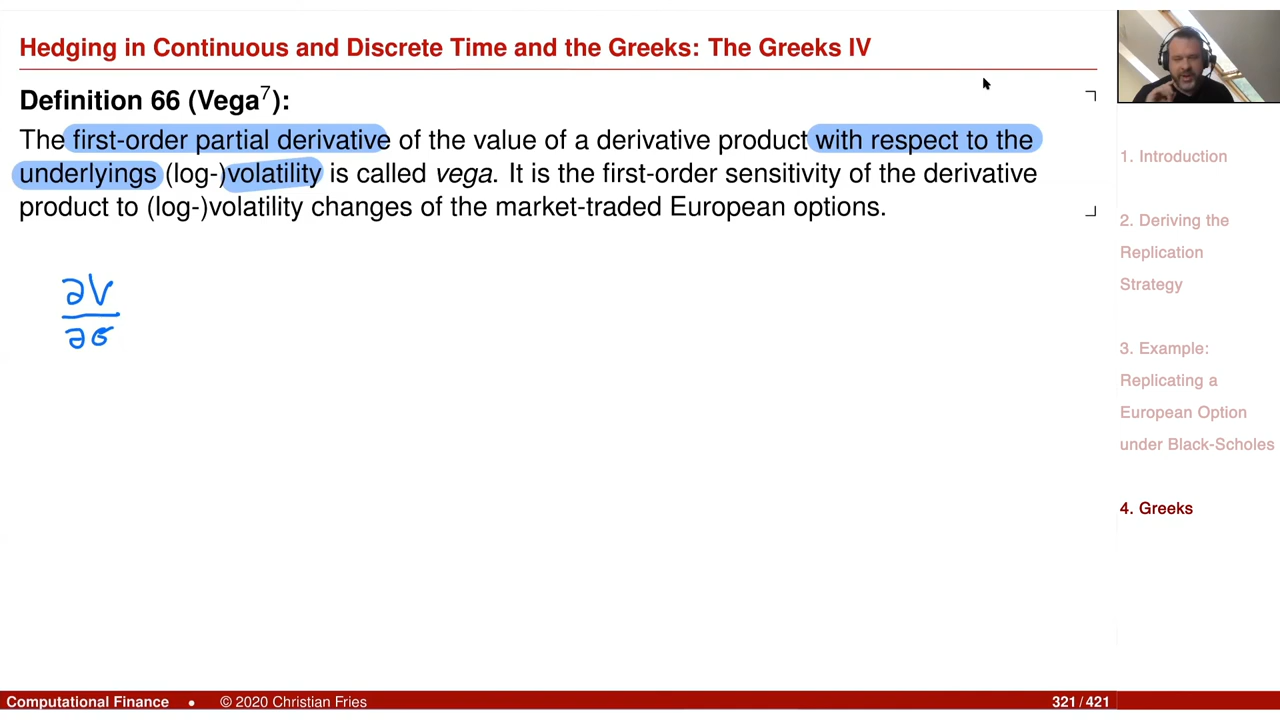 Hedging in Continuous and Discrete Time and the Greeks: The Greeks IV
Definition 66 (Vega⁷):
The first-order partial derivative of the value of a derivative product with respect to the
underlyings (log-)volatility is called vega. It is the first-order sensitivity of the derivative
product to (log-)volatility changes of the market-traded European options.
∂V
∂σ
1. Introduction
2. Deriving the
Replication
Strategy
3. Example:
Replicating a
European Option
under Black-Scholes
4. Greeks
Computational Finance • © 2020 Christian Fries 321 / 421